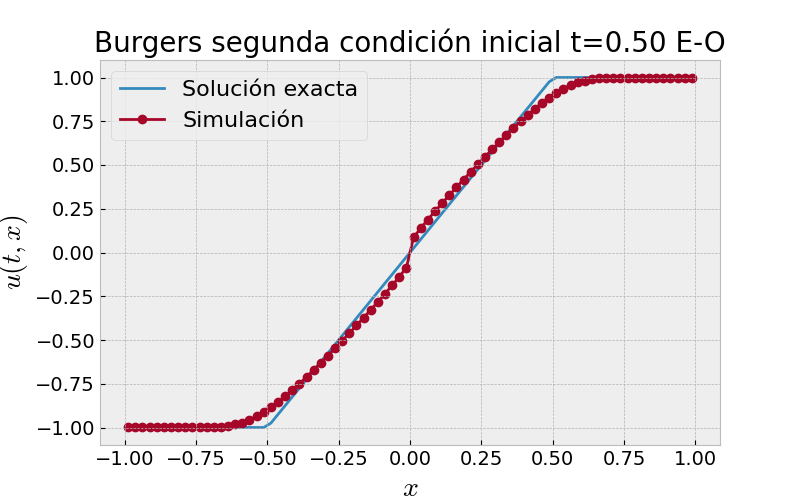 Burgers segunda condición inicial t=0.50 E-O
Solución exacta
Simulación
1.00
0.75
0.50
0.25
0.00
−0.25
−0.50
−0.75
−1.00
u(t, x)
−1.00 −0.75 −0.50 −0.25 0.00 0.25 0.50 0.75 1.00
x